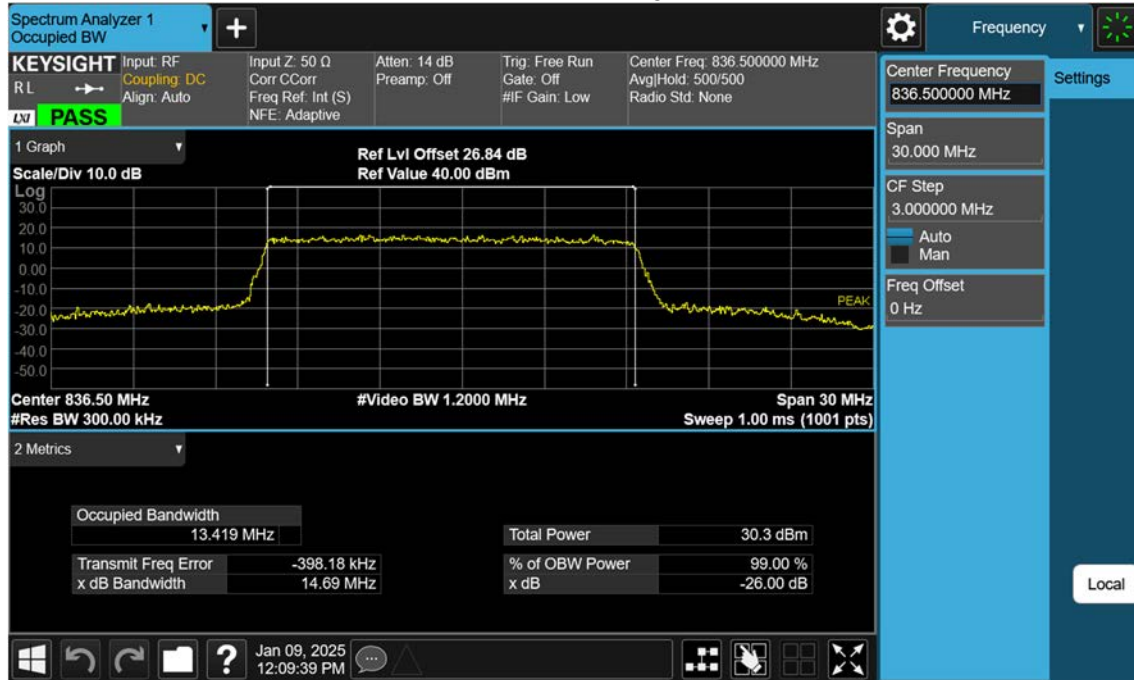 Spectrum Analyzer 1
Occupied BW
Frequency
KEYSIGHT
RL
LXI PASS
Input: RF
Coupling: DC
Align: Auto
Input Z: 50 Ω
Corr CCorr
Freq Ref: Int (S)
NFE: Adaptive
Atten: 14 dB
Preamp: Off
Trig: Free Run
Gate: Off
#IF Gain: Low
Center Freq: 836.500000 MHz
Avg|Hold: 500/500
Radio Std: None
Center Frequency
836.500000 MHz
Settings
Span
30.000 MHz
CF Step
3.000000 MHz
Auto
Man
Freq Offset
0 Hz
Local
1 Graph
Scale/Div 10.0 dB
Ref Lvl Offset 26.84 dB
Ref Value 40.00 dBm
Log
30.0
20.0
10.0
0.00
-10.0
-20.0
-30.0
-40.0
-50.0
PEAK
Center 836.50 MHz
#Video BW 1.2000 MHz
Span 30 MHz
#Res BW 300.00 kHz
Sweep 1.00 ms (1001 pts)
2 Metrics
Occupied Bandwidth
13.419 MHz
Total Power 30.3 dBm
Transmit Freq Error -398.18 kHz
% of OBW Power 99.00 %
x dB Bandwidth 14.69 MHz
x dB -26.00 dB
?
Jan 09, 2025
12:09:39 PM